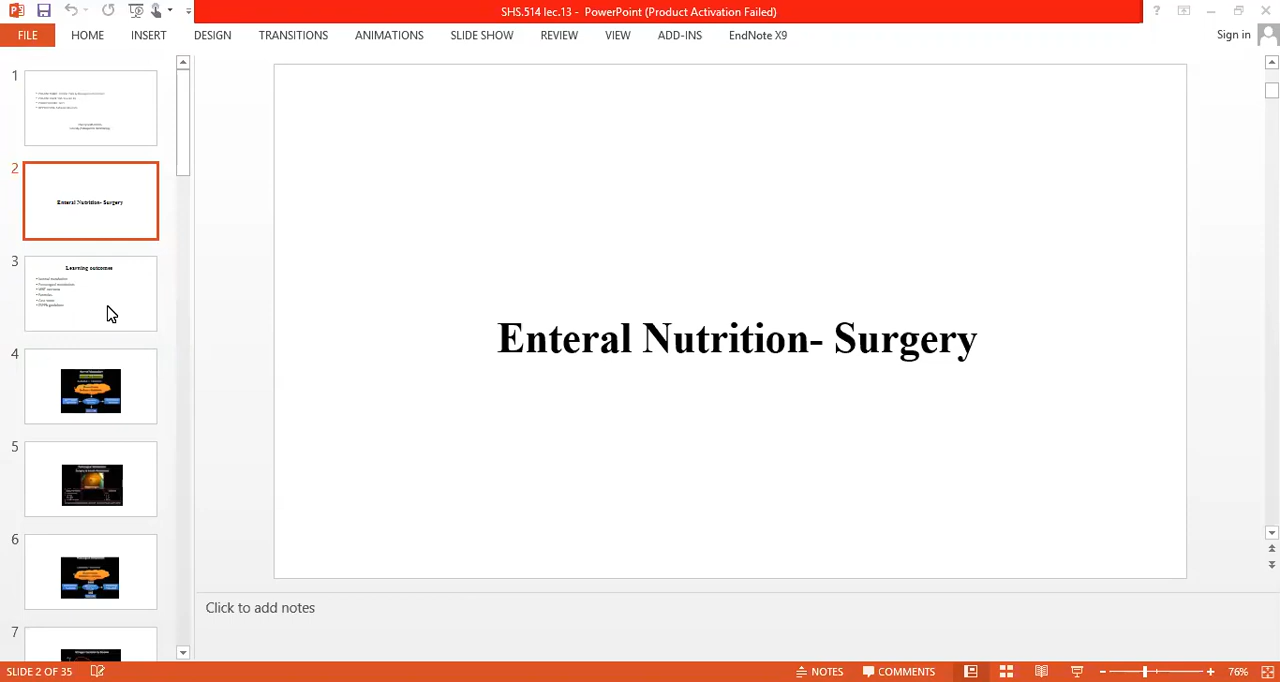 SHS.514 lec.13 - PowerPoint (Product Activation Failed)
FILE HOME INSERT DESIGN TRANSITIONS ANIMATIONS SLIDE SHOW REVIEW VIEW ADD-INS EndNote X9 Sign in
1
2
Enteral Nutrition- Surgery
3
Learning outcomes
4
5
6
7
Enteral Nutrition- Surgery
Click to add notes
SLIDE 2 OF 35 NOTES COMMENTS 76%